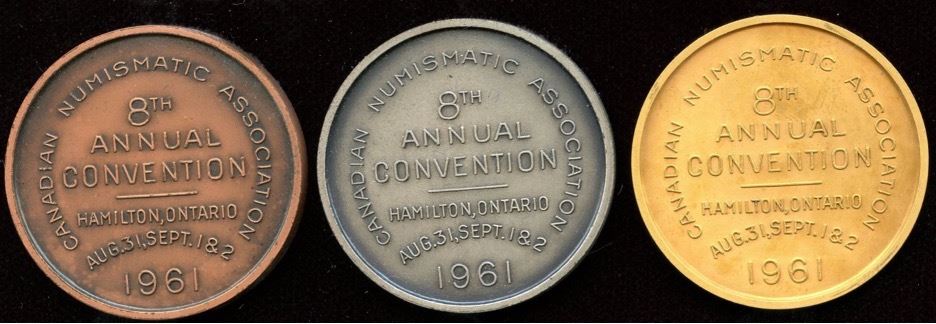 CANADIAN NUMISMATIC ASSOCIATION
8TH
ANNUAL
CONVENTION
HAMILTON, ONTARIO
AUG. 31, SEPT. 1 & 2
1961
CANADIAN NUMISMATIC ASSOCIATION
8TH
ANNUAL
CONVENTION
HAMILTON, ONTARIO
AUG. 31, SEPT. 1 & 2
1961
CANADIAN NUMISMATIC ASSOCIATION
8TH
ANNUAL
CONVENTION
HAMILTON, ONTARIO
AUG. 31, SEPT. 1 & 2
1961